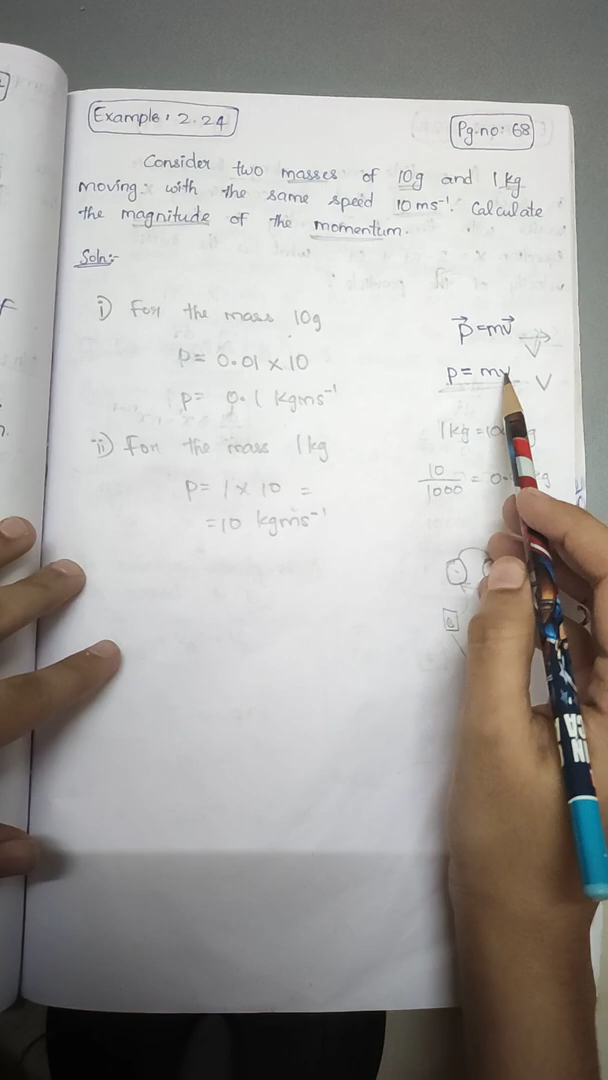 Example: 2.24
Pg.no: 68
Consider two masses of 10g and 1kg
moving with the same speed 10 ms⁻¹. Calculate
the magnitude of the momentum.
Soln:-
i) For the mass 10g
P= 0.01 × 10
P= 0.1 kgms⁻¹
ii) For the mass 1kg
P= 1 × 10 =
=10 kgms⁻¹
p⃗=mv⃗
V⃗
p= mv
V
1kg =
10/1000 =